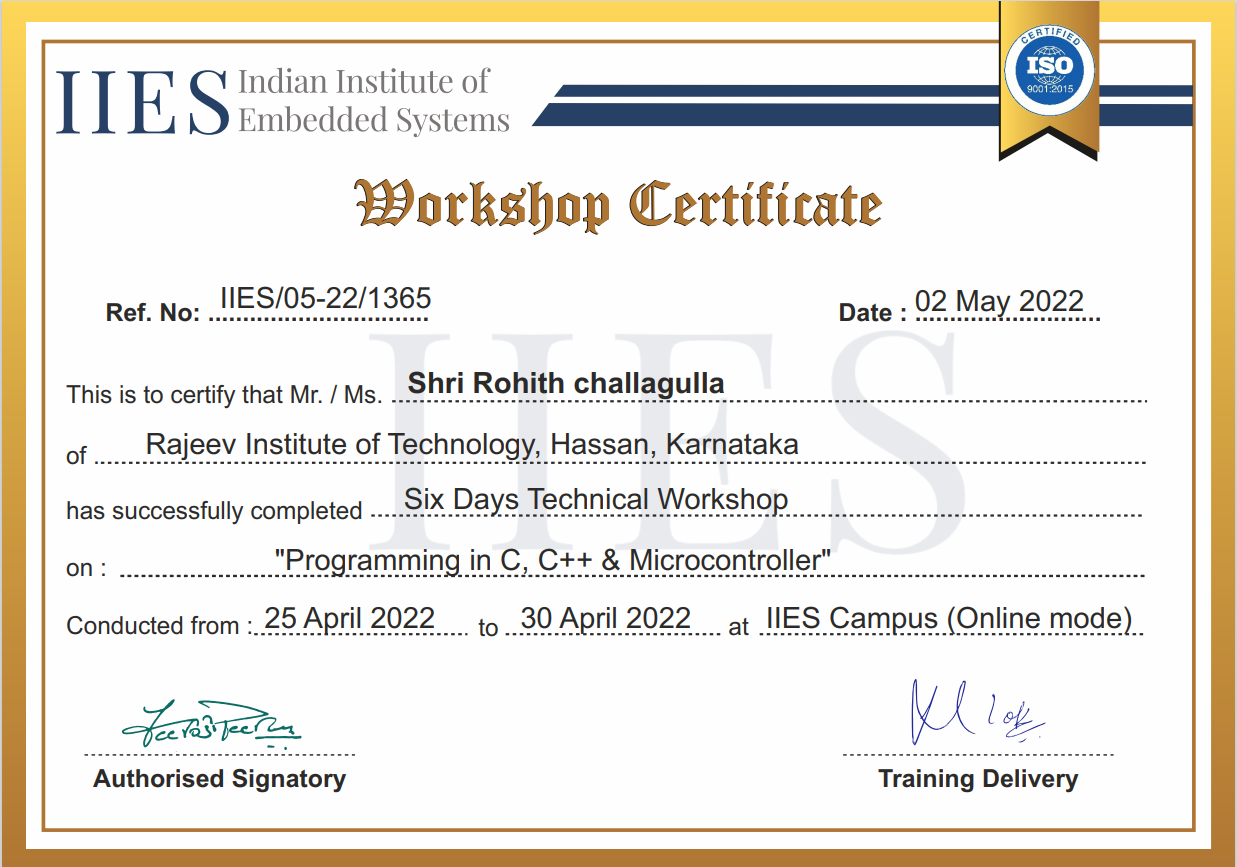 IIES Indian Institute of
Embedded Systems
CERTIFIED
ISO
9001:2015
Workshop Certificate
Ref. No: IIES/05-22/1365
Date : 02 May 2022
This is to certify that Mr. / Ms. Shri Rohith challagulla
of Rajeev Institute of Technology, Hassan, Karnataka
has successfully completed Six Days Technical Workshop
on : "Programming in C, C++ & Microcontroller"
Conducted from : 25 April 2022 to 30 April 2022 at IIES Campus (Online mode)
IIES
Authorised Signatory
Training Delivery